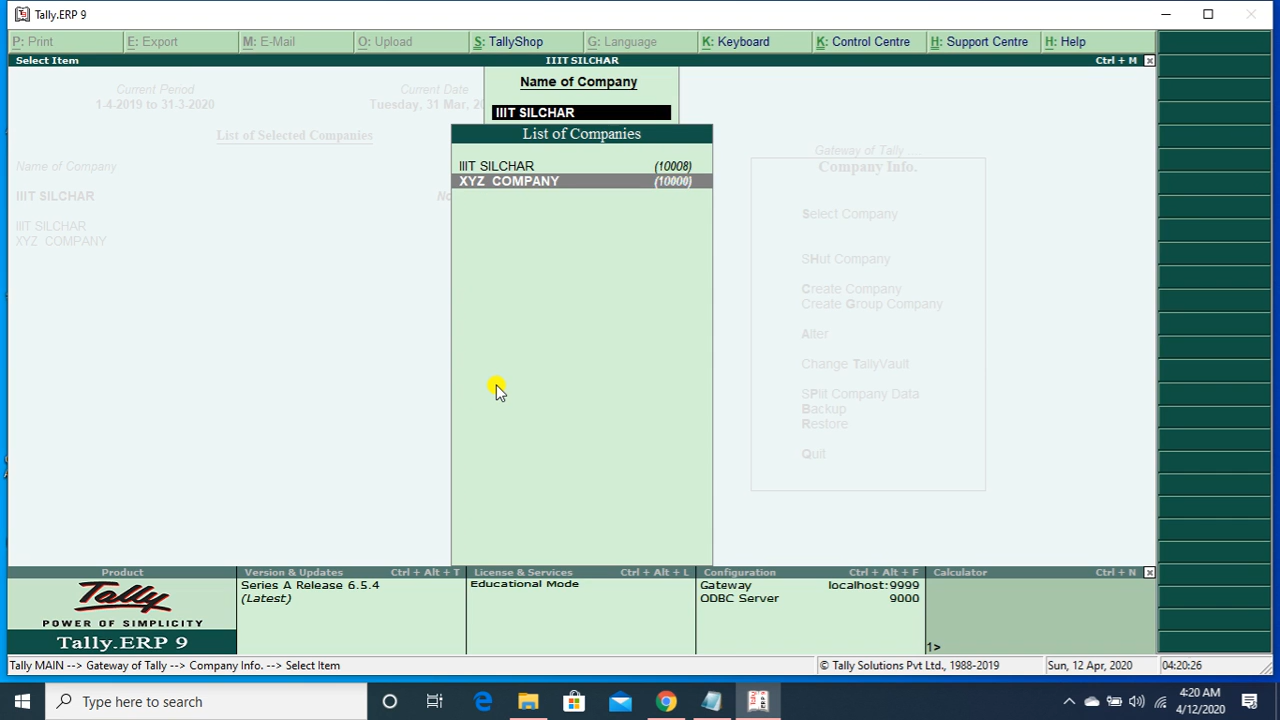 Tally.ERP 9
P: Print
E: Export
M: E-Mail
O: Upload
S: TallyShop
G: Language
K: Keyboard
K: Control Centre
H: Support Centre
H: Help
Select Item
IIIT SILCHAR
Ctrl + M
Current Period
1-4-2019 to 31-3-2020
Current Date
Tuesday, 31 Mar, 20
List of Selected Companies
Name of Company
IIIT SILCHAR
No
IIIT SILCHAR
XYZ COMPANY
Name of Company
IIIT SILCHAR
List of Companies
IIIT SILCHAR (10008)
XYZ COMPANY (10000)
Gateway of Tally ...
Company Info.
Select Company
SHut Company
Create Company
Create Group Company
Alter
Change TallyVault
SPlit Company Data
Backup
Restore
Quit
Product
Tally
POWER OF SIMPLICITY
Tally.ERP 9
Version & Updates Ctrl + Alt + T
Series A Release 6.5.4
(Latest)
License & Services Ctrl + Alt + L
Educational Mode
Configuration Ctrl + Alt + F
Gateway localhost:9999
ODBC Server 9000
Calculator Ctrl + N
1>
Tally MAIN --> Gateway of Tally --> Company Info. --> Select Item
© Tally Solutions Pvt Ltd., 1988-2019
Sun, 12 Apr, 2020
04:20:26
Type here to search
4:20 AM
4/12/2020